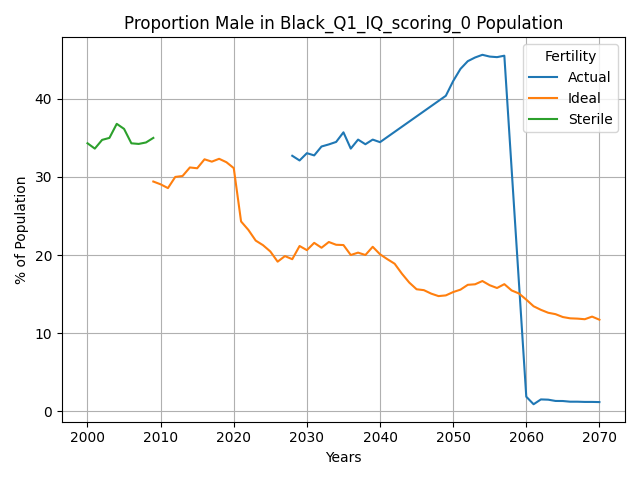 Proportion Male in Black_Q1_IQ_scoring_0 Population
Fertility
Actual
Ideal
Sterile
% of Population
40
30
20
10
0
2000 2010 2020 2030 2040 2050 2060 2070
Years